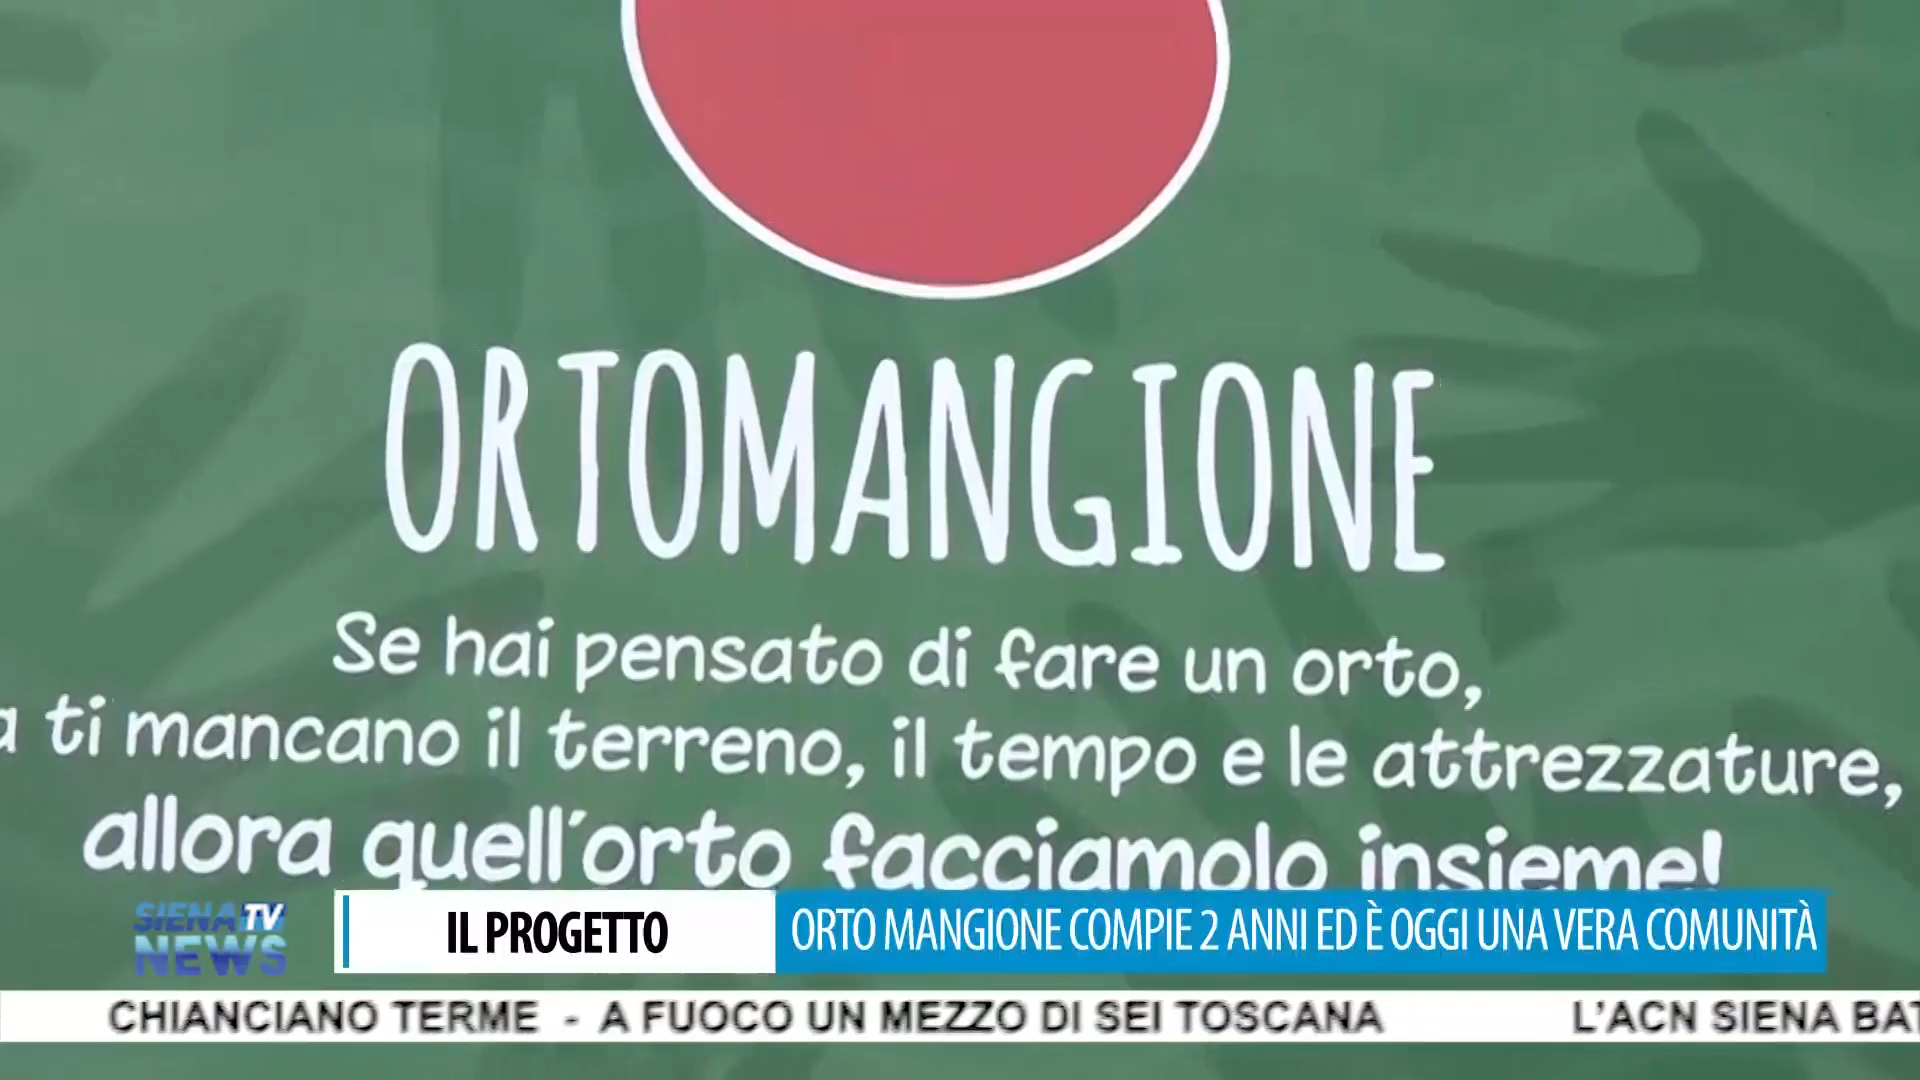 ORTOMANGIONE
Se hai pensato di fare un orto,
ti mancano il terreno, il tempo e le attrezzature,
allora quell'orto facciamolo insieme!
SIENA TV
NEWS
IL PROGETTO
ORTO MANGIONE COMPIE 2 ANNI ED È OGGI UNA VERA COMUNITÀ
CHIANCIANO TERME - A FUOCO UN MEZZO DI SEI TOSCANA L'ACN SIENA